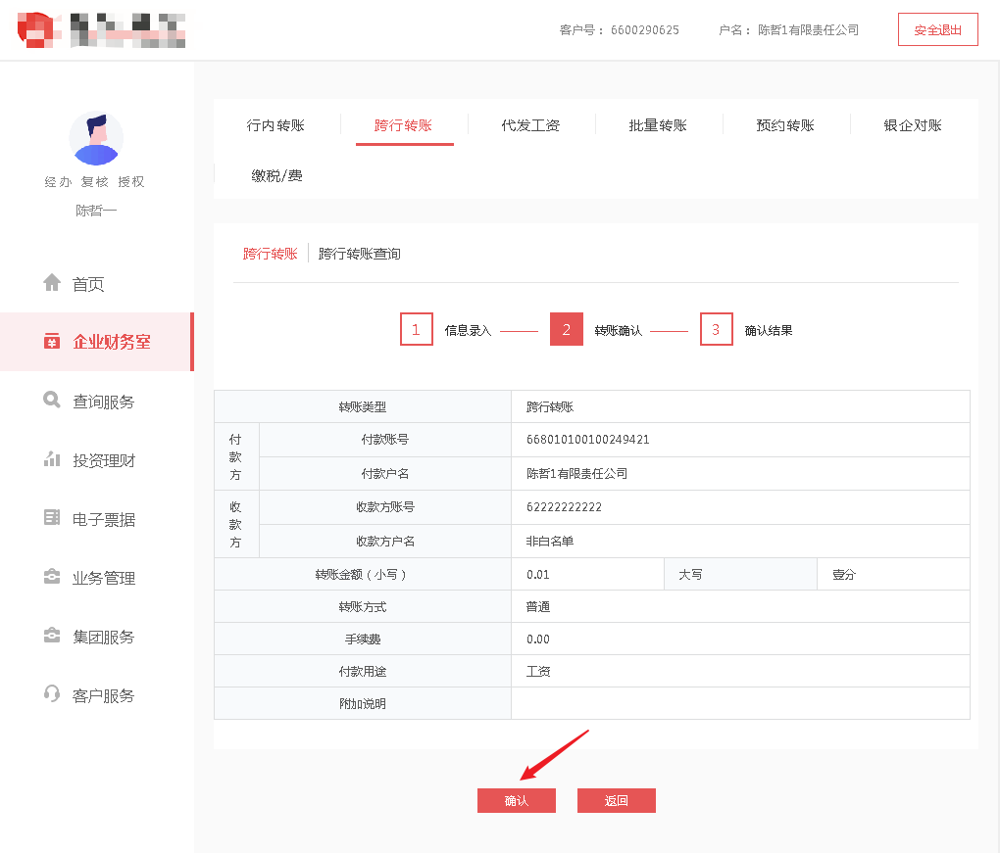 客户号： 6600290625 户名： 陈哲1有限责任公司 安全退出
行内转账 跨行转账 代发工资 批量转账 预约转账 银企对账
缴税/费
经办 复核 授权
陈哲一
首页
企业财务室
查询服务
投资理财
电子票据
业务管理
集团服务
客户服务
跨行转账 跨行转账查询
1 信息录入 2 转账确认 3 确认结果
转账类型 跨行转账
付款方 付款账号 668010100100249421
付款户名 陈哲1有限责任公司
收款方 收款方账号 62222222222
收款方户名 非白名单
转账金额（小写） 0.01 大写 壹分
转账方式 普通
手续费 0.00
付款用途 工资
附加说明
确认 返回